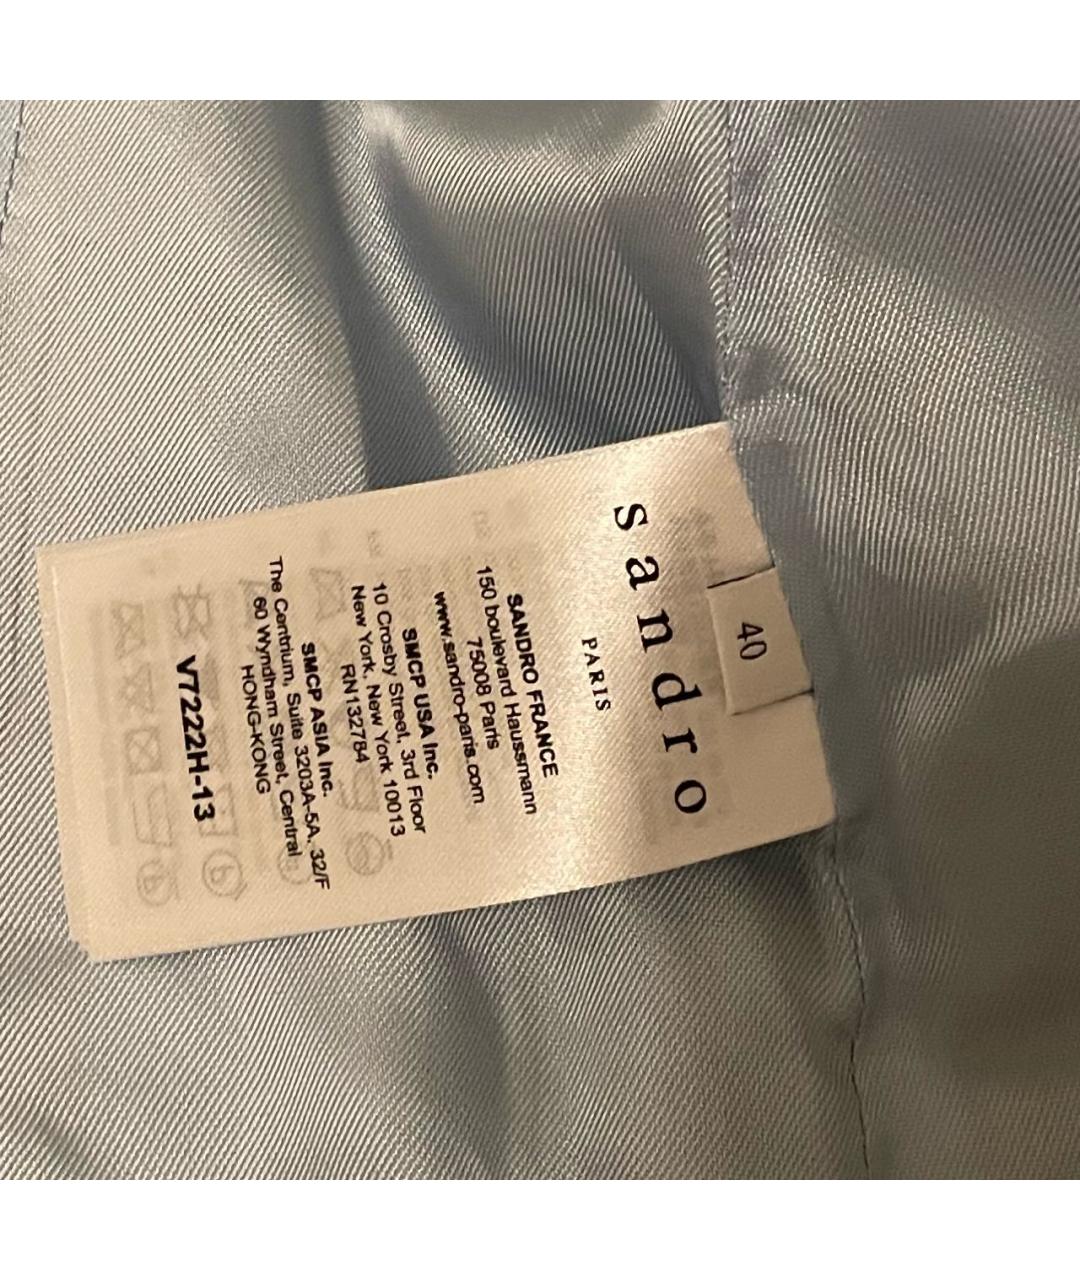 40
sandro
PARIS
SANDRO FRANCE
150 boulevard Haussmann
75008 Paris
www.sandro-paris.com
SMCP USA Inc.
10 Crosby Street, 3rd Floor
New York, New York 10013
RN132784
SMCP ASIA Inc.
The Centrium, Suite 3203A-5A, 32/F
60 Wyndham Street, Central
HONG-KONG
V7222H-13